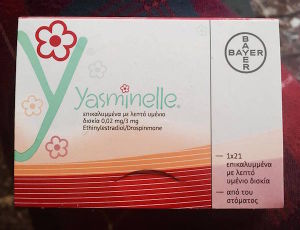 BAYER
BAYER
Yasminelle®
επικαλυμμένα με λεπτό υμένιο
δισκία 0,02 mg/3 mg
Ethinylestradiol/Drospirenone
1x21
επικαλυμμένα
με λεπτό
υμένιο δισκία
από του
στόματος